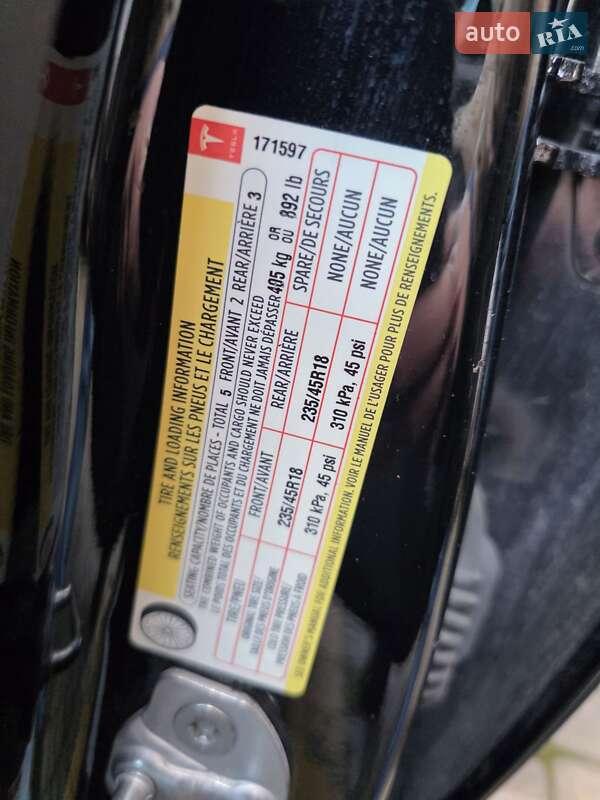 auto RIA.com
TESLA
171597
TIRE AND LOADING INFORMATION
RENSEIGNEMENTS SUR LES PNEUS ET LE CHARGEMENT
SEATING CAPACITY/NOMBRE DE PLACES - TOTAL 5 FRONT/AVANT 2 REAR/ARRIÈRE 3
THE COMBINED WEIGHT OF OCCUPANTS AND CARGO SHOULD NEVER EXCEED
LE POIDS TOTAL DES OCCUPANTS ET DU CHARGEMENT NE DOIT JAMAIS DÉPASSER 405 kg OR OU 892 lb
TIRE/PNEU FRONT/AVANT REAR/ARRIÈRE SPARE/DE SECOURS
ORIGINAL TIRE SIZE/ 235/45R18 235/45R18 NONE/AUCUN
TAILLE DES PNEUS D'ORIGINE
COLD TIRE PRESSURE/ 310 kPa, 45 psi 310 kPa, 45 psi NONE/AUCUN
PRESSION DES PNEUS À FROID
SEE OWNER'S MANUAL FOR ADDITIONAL INFORMATION. VOIR LE MANUEL DE L'USAGER POUR PLUS DE RENSEIGNEMENTS.